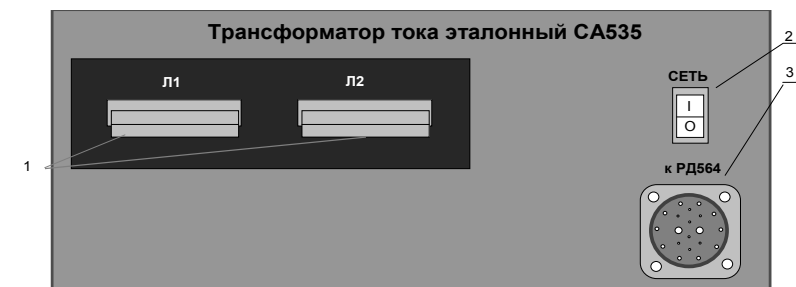 Трансформатор тока эталонный СА535
2
Л1 Л2 СЕТЬ 3
I
O
1 к РД564